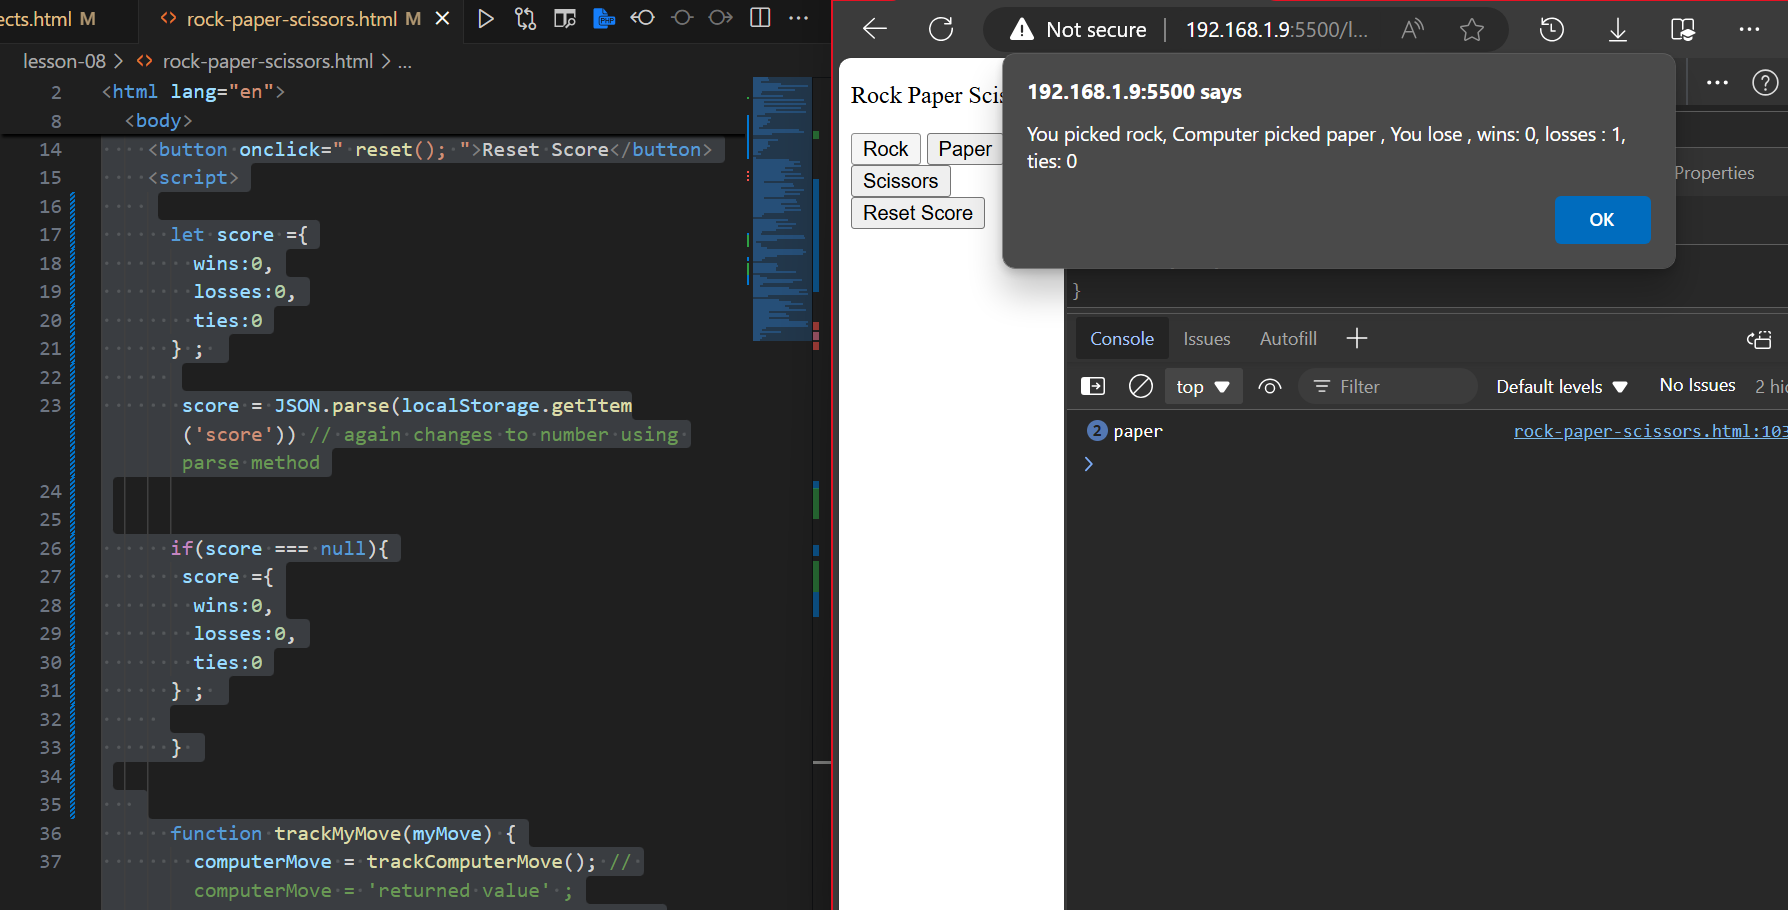 ects.html M
<> rock-paper-scissors.html M
lesson-08 > <> rock-paper-scissors.html > ...
2 <html lang="en">
8 <body>
14 <button onclick=" reset(); ">Reset Score</button>
15 <script>
16
17 let score ={
18 wins:0,
19 losses:0,
20 ties:0
21 } ;
22
23 score = JSON.parse(localStorage.getItem
('score')) // again changes to number using
parse method
24
25
26 if(score === null){
27 score ={
28 wins:0,
29 losses:0,
30 ties:0
31 } ;
32
33 }
34
35
36 function trackMyMove(myMove) {
37 computerMove = trackComputerMove(); //
computerMove = 'returned value' ;
Not secure | 192.168.1.9:5500/l...
Rock Paper Scis
Rock Paper
Scissors
Reset Score
192.168.1.9:5500 says
You picked rock, Computer picked paper , You lose , wins: 0, losses : 1,
ties: 0
OK
Properties
}
Console Issues Autofill +
top Filter Default levels No Issues 2 hid
2 paper rock-paper-scissors.html:103
>